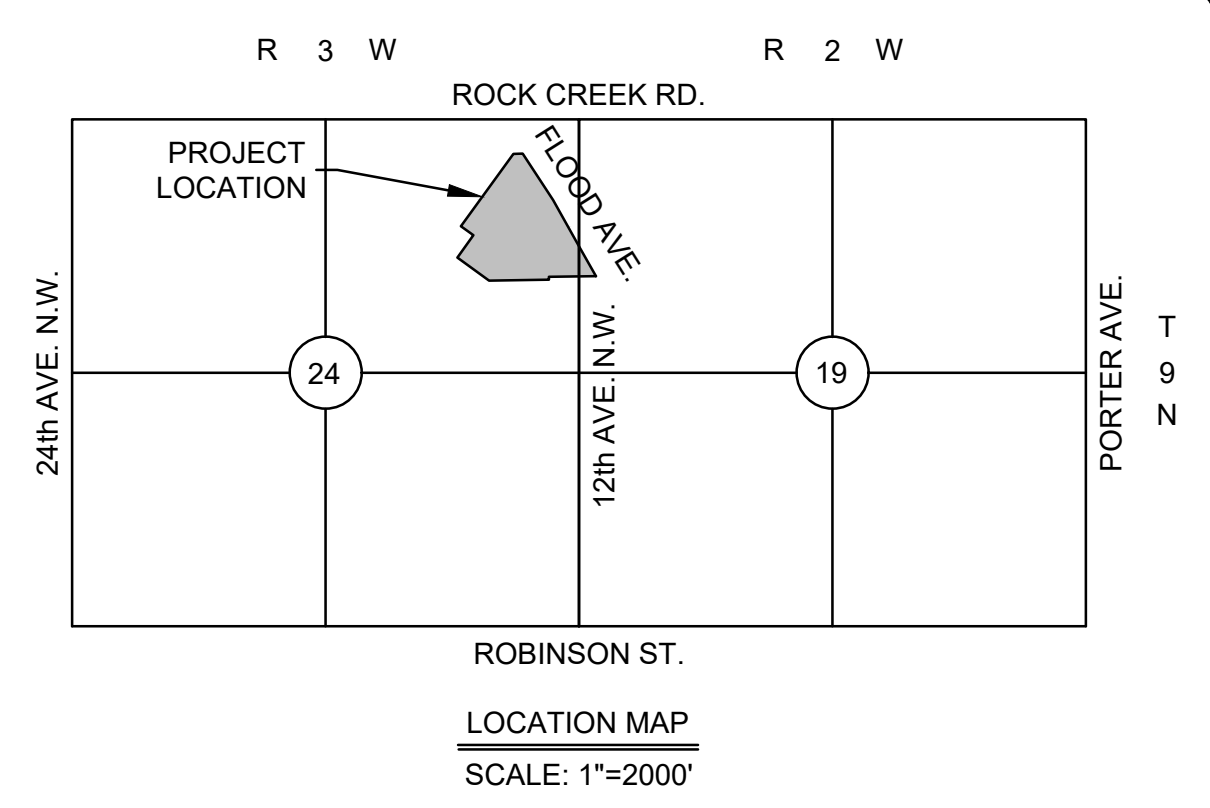 R 3 W
R 2 W
ROCK CREEK RD.
PROJECT
LOCATION
FLOOD AVE.
24th AVE. N.W.
24
12th AVE. N.W.
19
PORTER AVE.
T
9
N
ROBINSON ST.
LOCATION MAP
SCALE: 1"=2000'